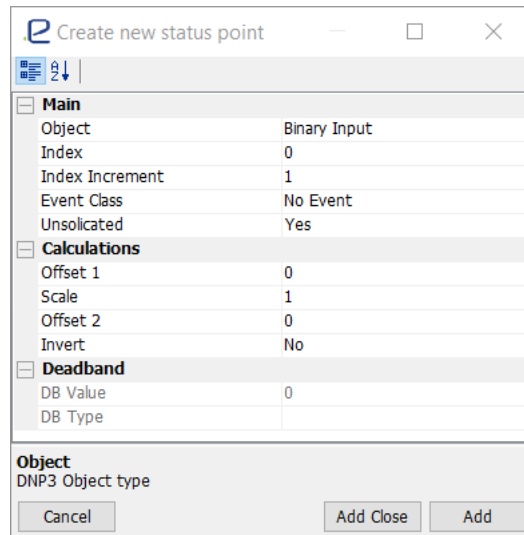 Create new status point
Main
Object Binary Input
Index 0
Index Increment 1
Event Class No Event
Unsolicated Yes
Calculations
Offset 1 0
Scale 1
Offset 2 0
Invert No
Deadband
DB Value 0
DB Type
Object
DNP3 Object type
Cancel Add Close Add